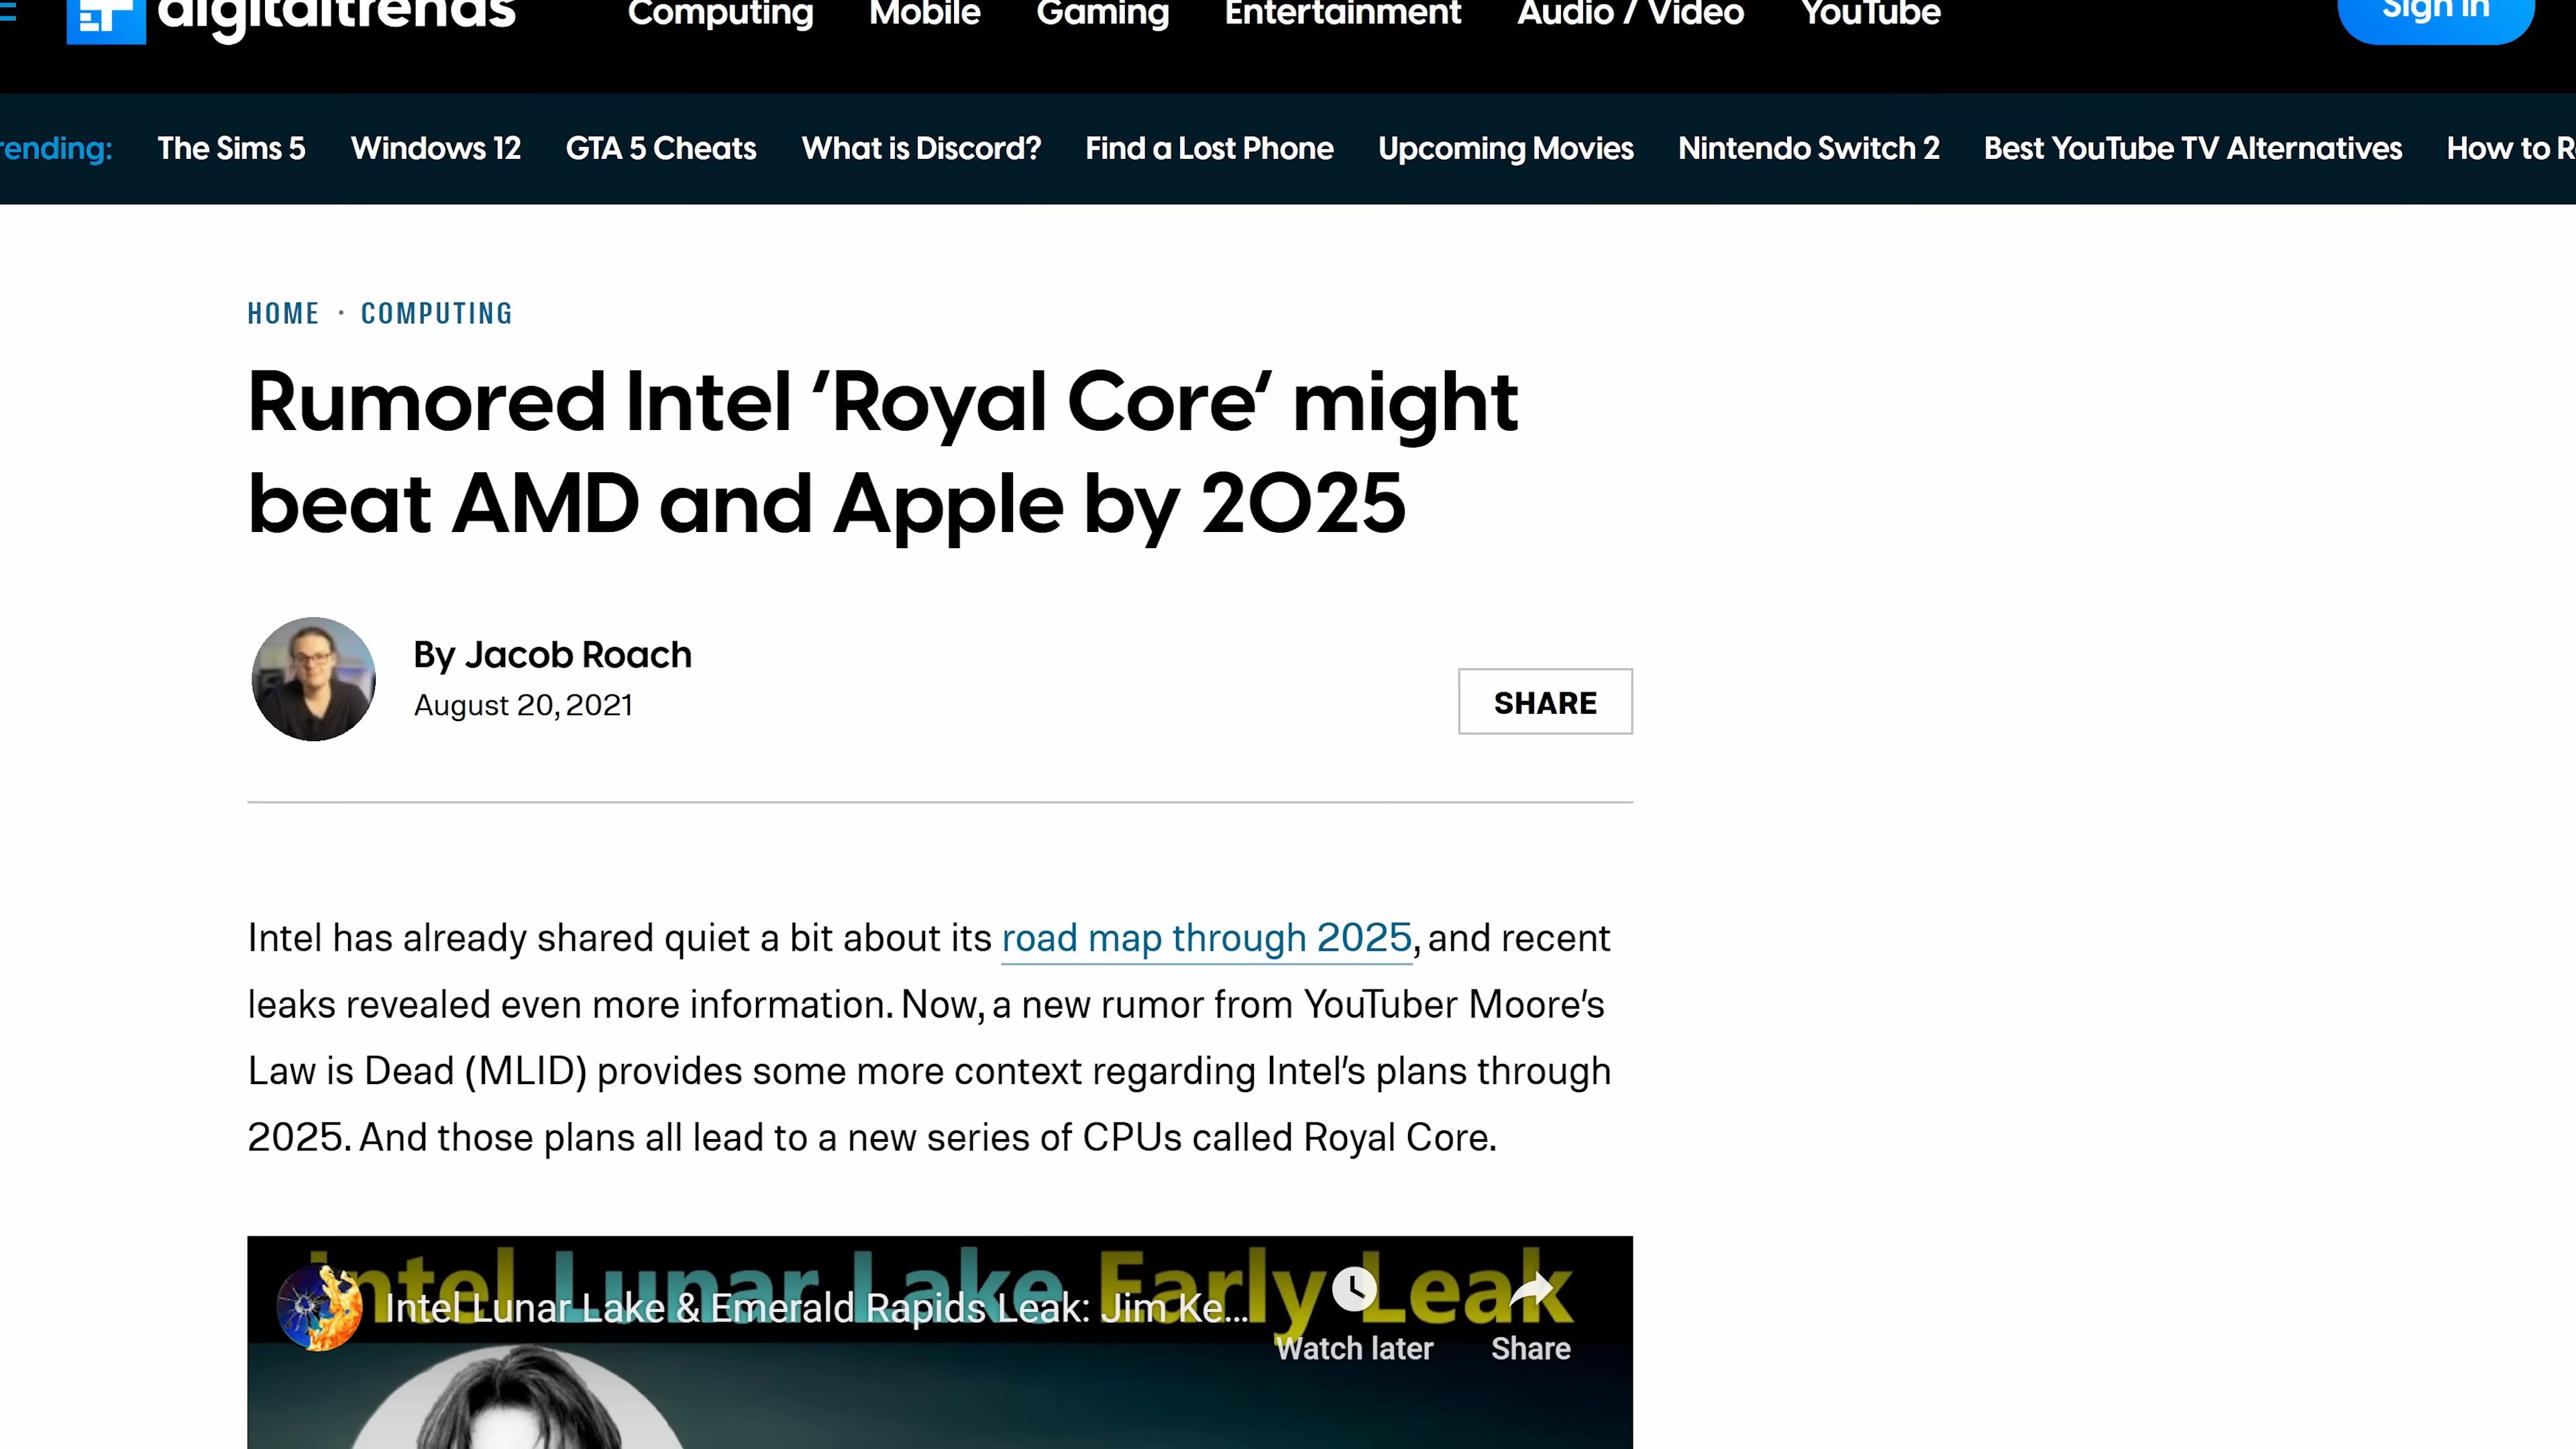 digitaltrends
Computing Mobile Gaming Entertainment Audio / Video YouTube
Sign In
rending: The Sims 5 Windows 12 GTA 5 Cheats What is Discord? Find a Lost Phone Upcoming Movies Nintendo Switch 2 Best YouTube TV Alternatives How to R
HOME · COMPUTING
Rumored Intel ‘Royal Core‘ might
beat AMD and Apple by 2025
By Jacob Roach
August 20, 2021
SHARE
Intel has already shared quiet a bit about its road map through 2025, and recent
leaks revealed even more information. Now, a new rumor from YouTuber Moore’s
Law is Dead (MLID) provides some more context regarding Intel’s plans through
2025. And those plans all lead to a new series of CPUs called Royal Core.
Intel Lunar Lake Early Leak
Intel Lunar Lake & Emerald Rapids Leak: Jim Ke...
Watch later Share